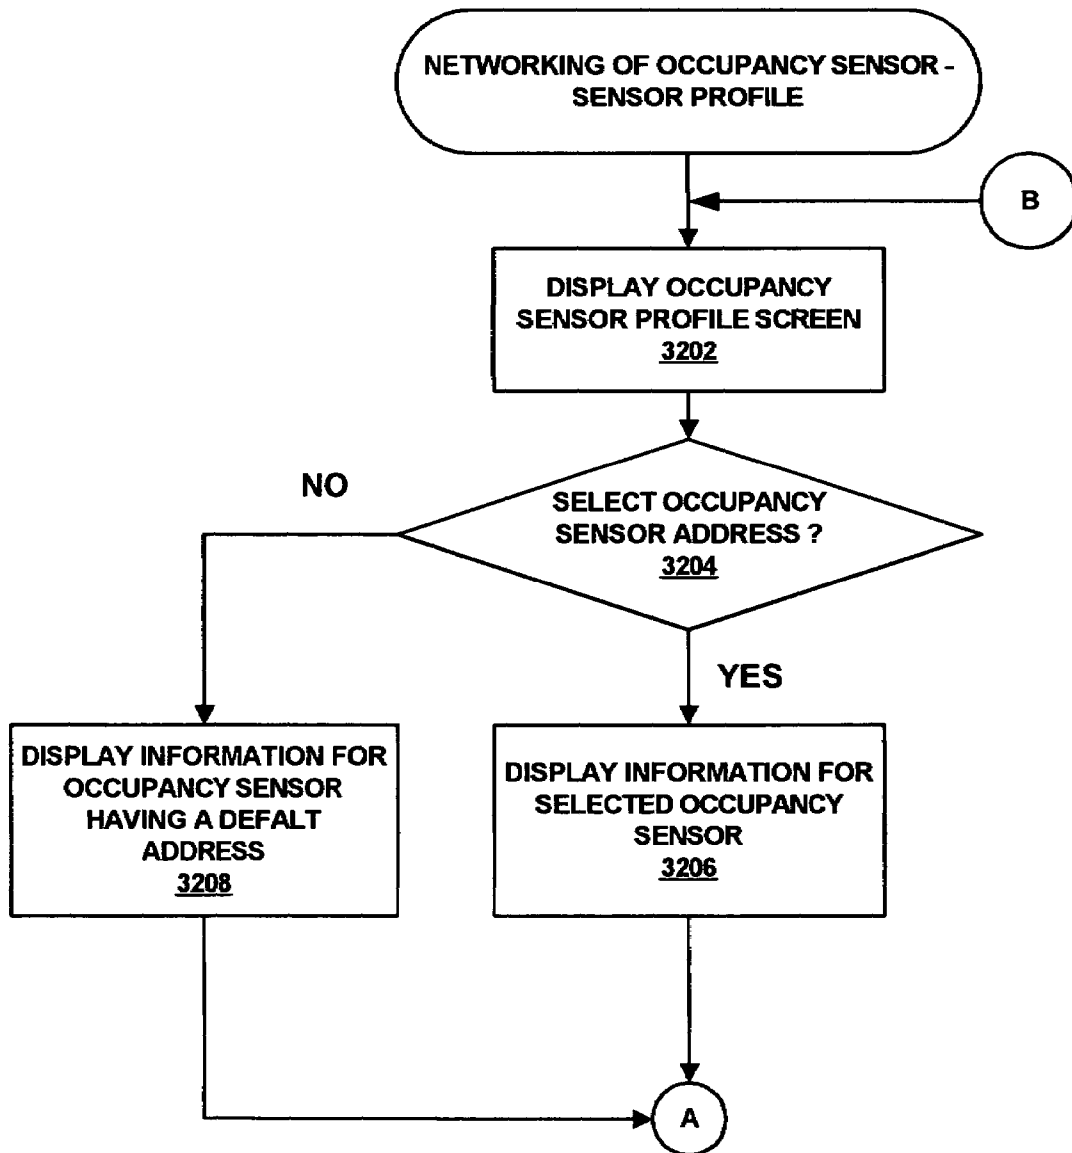 NETWORKING OF OCCUPANCY SENSOR -
SENSOR PROFILE
B
DISPLAY OCCUPANCY
SENSOR PROFILE SCREEN
3202
NO
SELECT OCCUPANCY
SENSOR ADDRESS ?
3204
YES
DISPLAY INFORMATION FOR
OCCUPANCY SENSOR
HAVING A DEFALT
ADDRESS
3208
DISPLAY INFORMATION FOR
SELECTED OCCUPANCY
SENSOR
3206
A